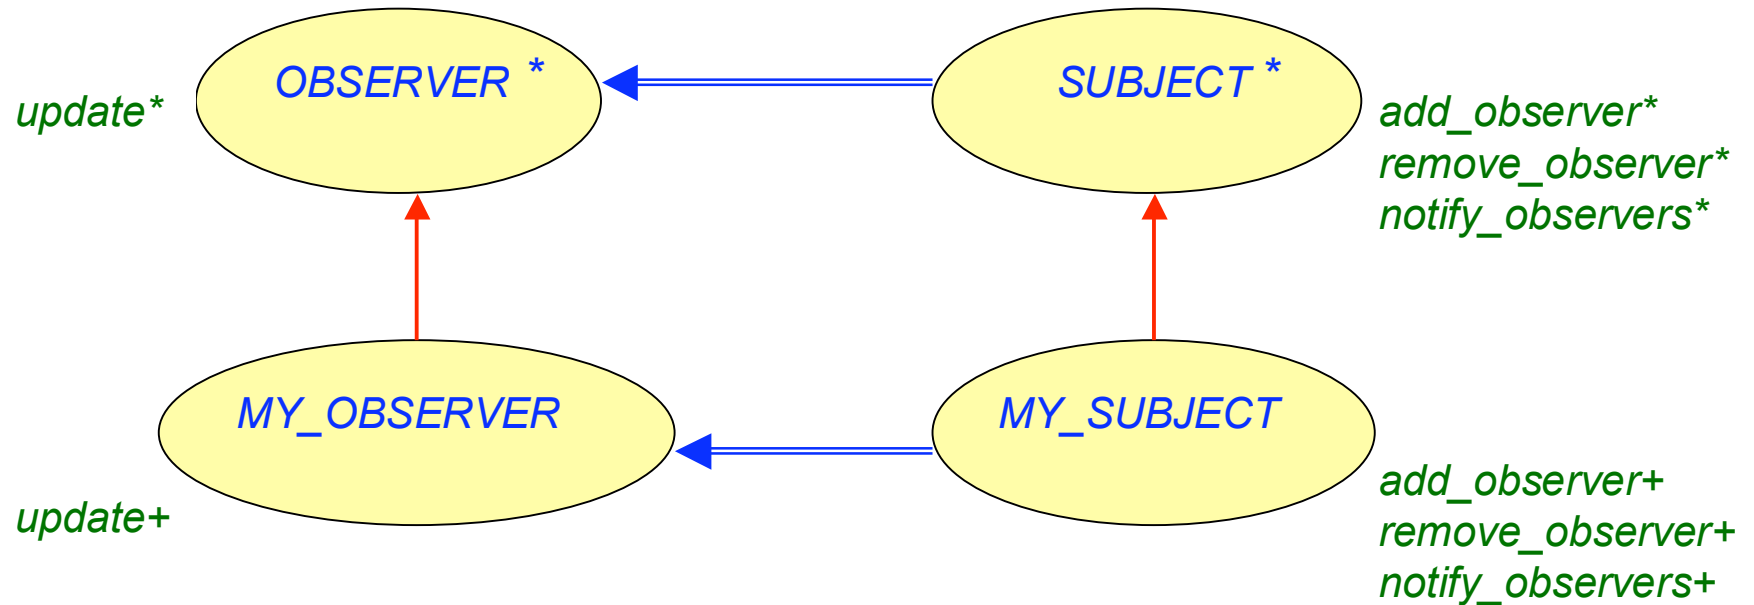 OBSERVER *
SUBJECT *
update*
add_observer*
remove_observer*
notify_observers*
MY_OBSERVER
MY_SUBJECT
update+
add_observer+
remove_observer+
notify_observers+